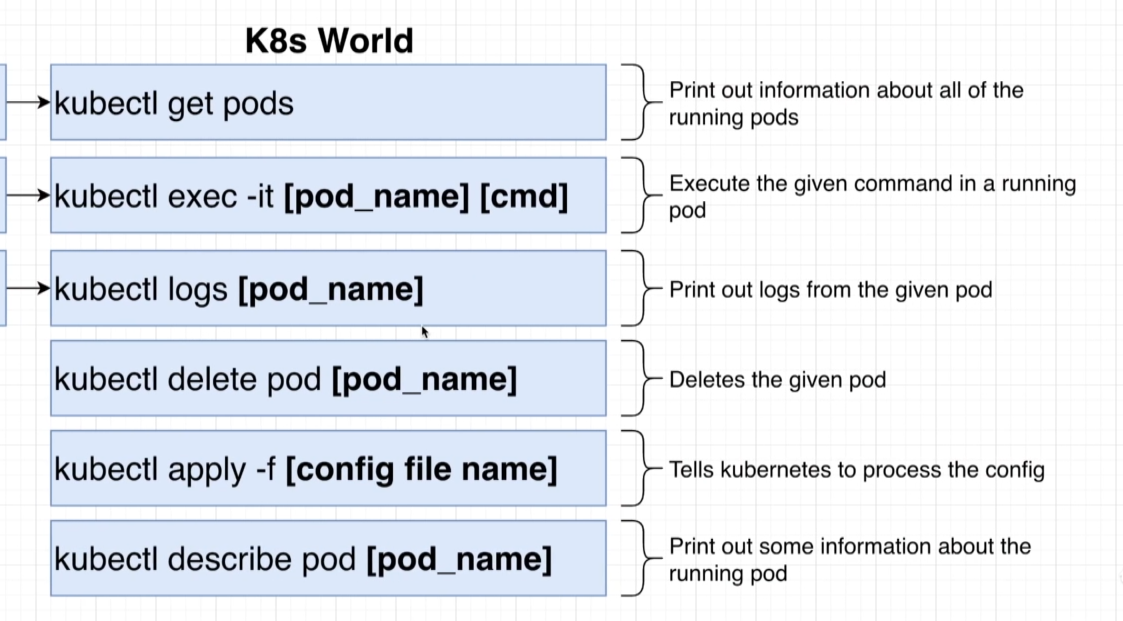 K8s World
kubectl get pods
Print out information about all of the
running pods
kubectl exec -it [pod_name] [cmd]
Execute the given command in a running
pod
kubectl logs [pod_name]
Print out logs from the given pod
kubectl delete pod [pod_name]
Deletes the given pod
kubectl apply -f [config file name]
Tells kubernetes to process the config
kubectl describe pod [pod_name]
Print out some information about the
running pod